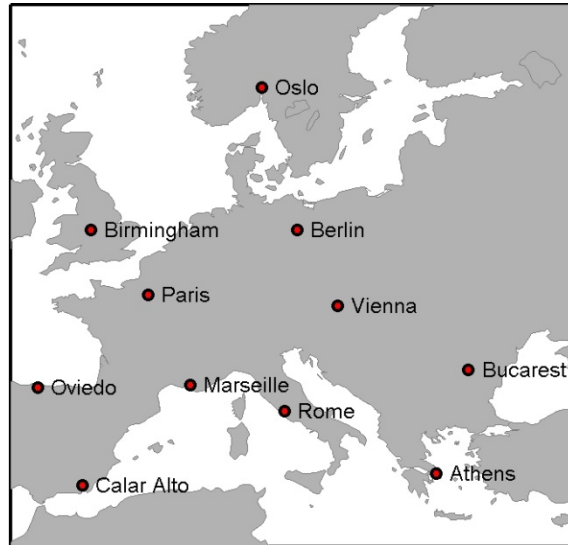 Oslo
Birmingham
Berlin
Paris
Vienna
Bucarest
Oviedo
Marseille
Rome
Athens
Calar Alto